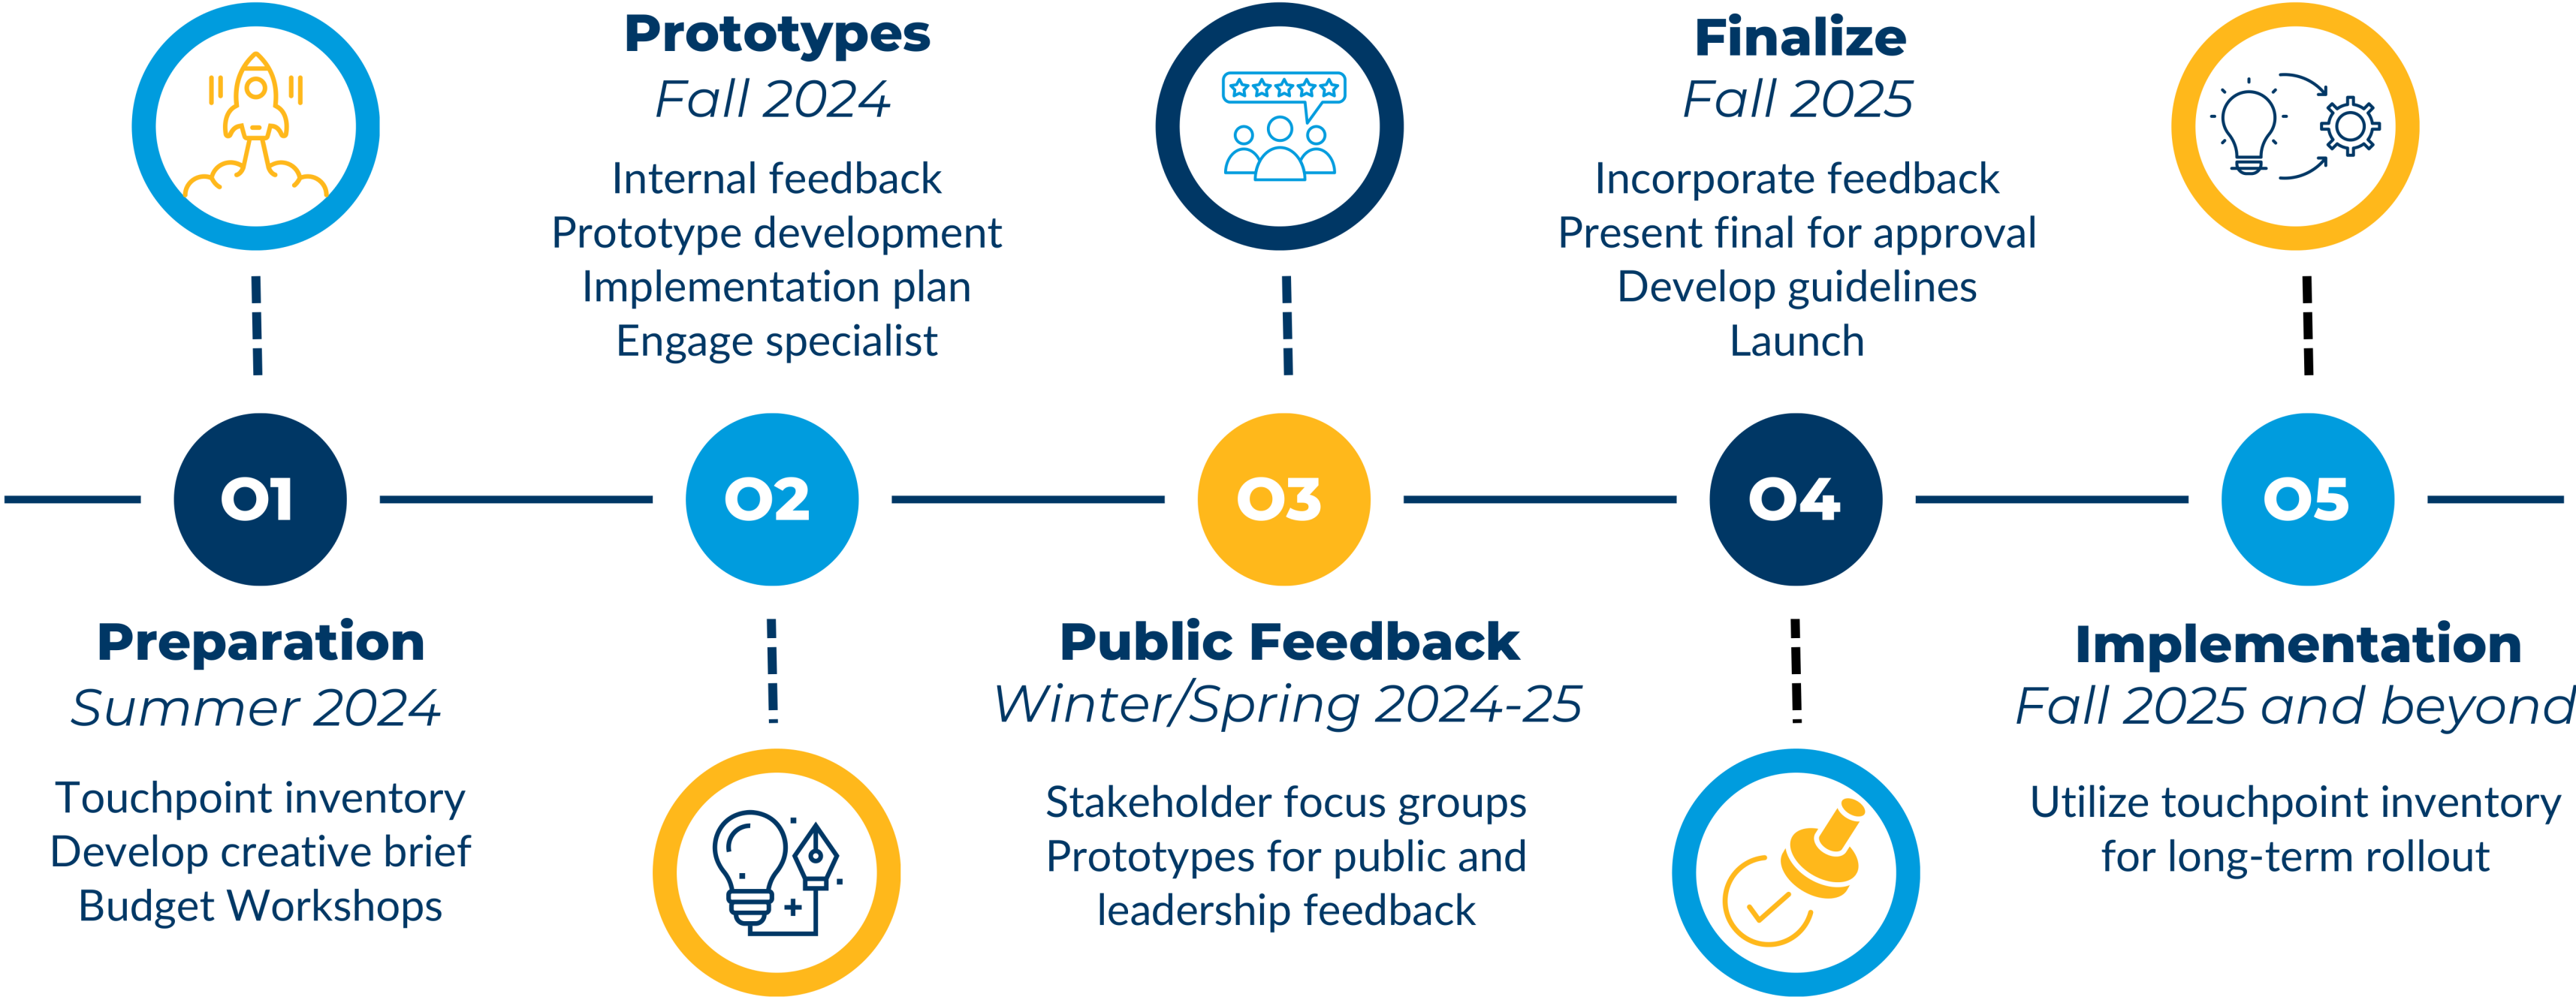 01
Preparation
Summer 2024
Touchpoint inventory
Develop creative brief
Budget Workshops
Prototypes
Fall 2024
Internal feedback
Prototype development
Implementation plan
Engage specialist
02
03
Public Feedback
Winter/Spring 2024-25
Stakeholder focus groups
Prototypes for public and
leadership feedback
Finalize
Fall 2025
Incorporate feedback
Present final for approval
Develop guidelines
Launch
04
05
Implementation
Fall 2025 and beyond
Utilize touchpoint inventory
for long-term rollout